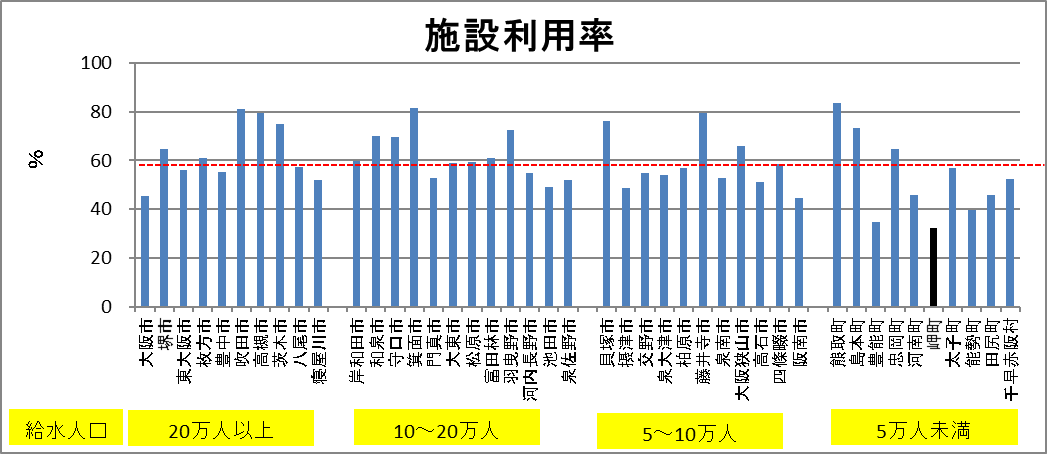 施設利用率
%
100
80
60
40
20
0
大阪市
堺市
東大阪市
枚方市
豊中市
吹田市
高槻市
茨木市
八尾市
寝屋川市
岸和田市
和泉市
守口市
箕面市
門真市
大東市
松原市
富田林市
羽曳野市
河内長野市
池田市
泉佐野市
貝塚市
摂津市
交野市
泉大津市
柏原市
藤井寺市
泉南市
大阪狭山市
高石市
四條畷市
阪南市
熊取町
島本町
豊能町
忠岡町
河南町
岬町
太子町
能勢町
田尻町
千早赤阪村
給水人口
20万人以上
10～20万人
5～10万人
5万人未満